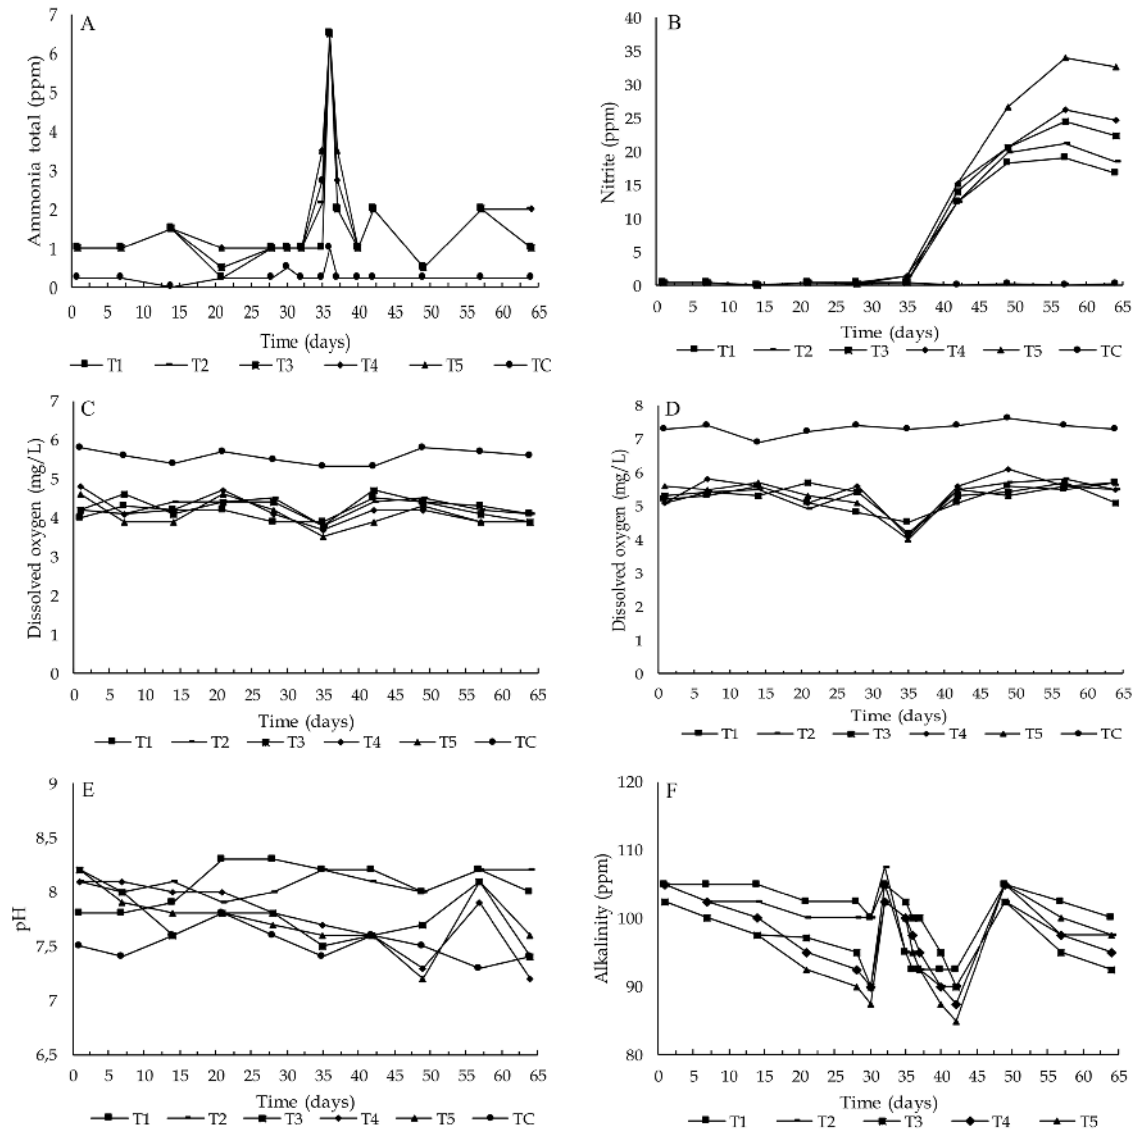 A
Ammonia total (ppm)
7
6
5
4
3
2
1
0
0 5 10 15 20 25 30 35 40 45 50 55 60 65
Time (days)
T1 T2 T3 T4 T5 TC
B
Nitrite (ppm)
40
35
30
25
20
15
10
5
0
0 5 10 15 20 25 30 35 40 45 50 55 60 65
Time (days)
T1 T2 T3 T4 T5 TC
C
Dissolved oxygen (mg/L)
7
6
5
4
3
2
1
0
0 5 10 15 20 25 30 35 40 45 50 55 60 65
Time (days)
T1 T2 T3 T4 T5 TC
D
Dissolved oxygen (mg/L)
8
7
6
5
4
3
2
1
0
0 5 10 15 20 25 30 35 40 45 50 55 60 65
Time (days)
T1 T2 T3 T4 T5 TC
E
pH
9
8,5
8
7,5
7
6,5
0 5 10 15 20 25 30 35 40 45 50 55 60 65
Time (days)
T1 T2 T3 T4 T5 TC
F
Alkalinity (ppm)
120
110
100
90
80
0 5 10 15 20 25 30 35 40 45 50 55 60 65
Time (days)
T1 T2 T3 T4 T5